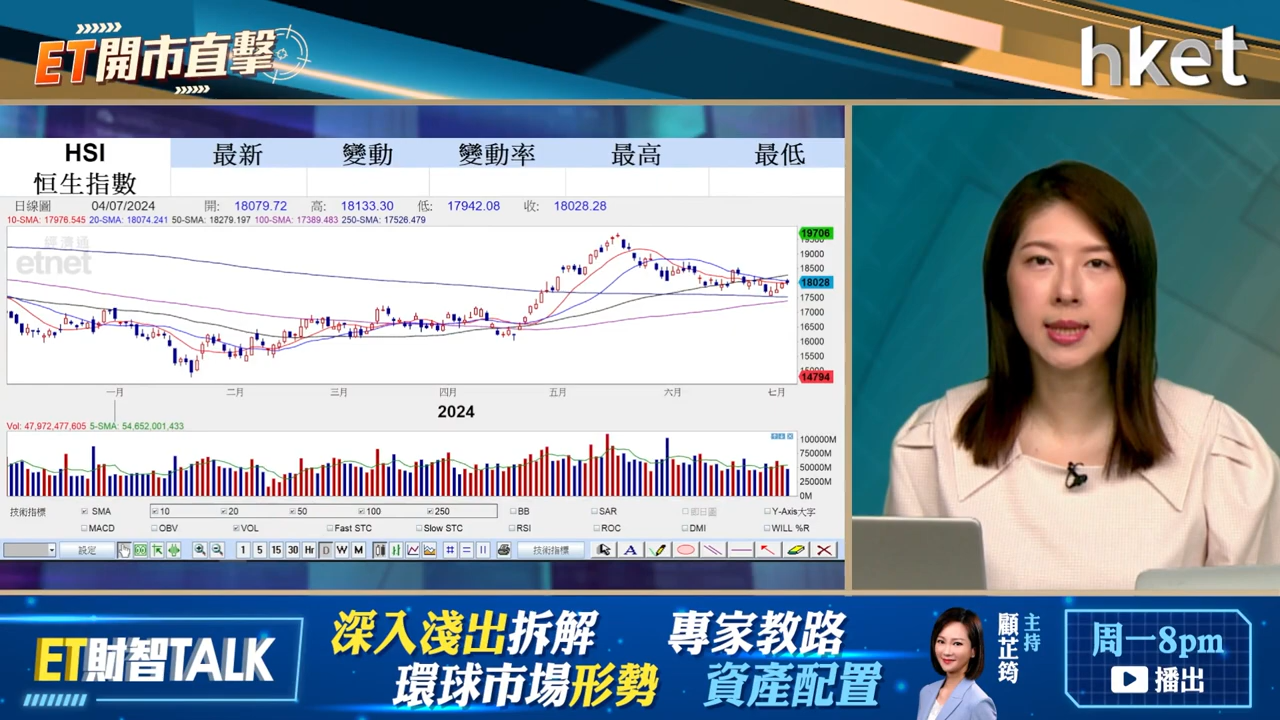 ET開市直擊
hket
HSI 最新 變動 變動率 最高 最低
恒生指數
日線圖 04/07/2024 開: 18079.72 高: 18133.30 低: 17942.08 收: 18028.28
10-SMA: 17976.545 20-SMA: 18074.241 50-SMA: 18279.197 100-SMA: 17389.483 250-SMA: 17526.479
經濟通
etnet
19706
19500
19000
18500
18028
17500
17000
16500
16000
15500
15000
14794
一月 二月 三月 四月 五月 六月 七月
2024
Vol: 47,972,477,605 5-SMA: 54,652,001,433
100000M
75000M
50000M
25000M
0M
技術指標 SMA 10 20 50 100 250 BB SAR 即日圖 Y-Axis大字
MACD OBV VOL Fast STC Slow STC RSI ROC DMI WILL %R
設定 1 5 15 30 Hr D W M 技術指標 A
ET財智TALK
深入淺出拆解
環球市場形勢
專家教路
資產配置
主持
顧芷筠
周一8pm
播出